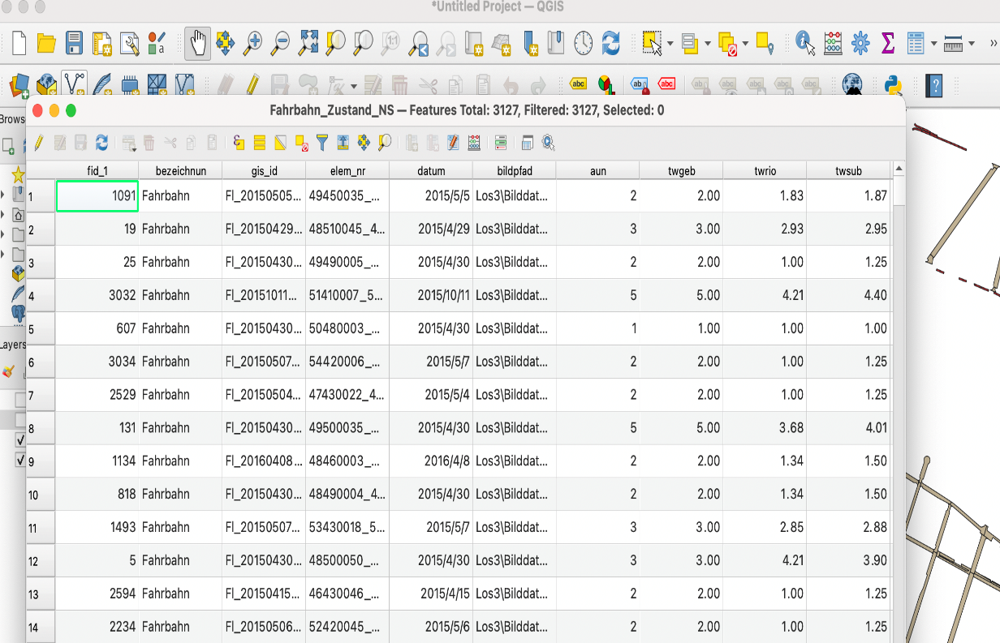 *Untitled Project — QGIS
1:1
a
abc abc ab abc abc abc abc abc abc
Fahrbahn_Zustand_NS — Features Total: 3127, Filtered: 3127, Selected: 0
Brows
Layers
fid_1 bezeichnun gis_id elem_nr datum bildpfad aun twgeb twrio twsub
1 1091 Fahrbahn Fl_20150505... 49450035_... 2015/5/5 Los3\Bilddat... 2 2.00 1.83 1.87
2 19 Fahrbahn Fl_20150429... 48510045_4... 2015/4/29 Los3\Bilddat... 3 3.00 2.93 2.95
3 25 Fahrbahn Fl_20150430... 49490005_... 2015/4/30 Los3\Bilddat... 2 2.00 1.00 1.25
4 3032 Fahrbahn Fl_20151011... 51410007_5... 2015/10/11 Los3\Bilddat... 5 5.00 4.21 4.40
5 607 Fahrbahn Fl_20150430... 50480003_... 2015/4/30 Los3\Bilddat... 1 1.00 1.00 1.00
6 3034 Fahrbahn Fl_20150507... 54420006_... 2015/5/7 Los3\Bilddat... 2 2.00 1.00 1.25
7 2529 Fahrbahn Fl_20150504... 47430022_4... 2015/5/4 Los3\Bilddat... 2 2.00 1.00 1.25
8 131 Fahrbahn Fl_20150430... 49500035_... 2015/4/30 Los3\Bilddat... 5 5.00 3.68 4.01
9 1134 Fahrbahn Fl_20160408... 48460003_... 2016/4/8 Los3\Bilddat... 2 2.00 1.34 1.50
10 818 Fahrbahn Fl_20150430... 48490004_4... 2015/4/30 Los3\Bilddat... 2 2.00 1.34 1.50
11 1493 Fahrbahn Fl_20150507... 53430018_5... 2015/5/7 Los3\Bilddat... 3 3.00 2.85 2.88
12 5 Fahrbahn Fl_20150430... 48500050_... 2015/4/30 Los3\Bilddat... 3 3.00 4.21 3.90
13 2594 Fahrbahn Fl_20150415... 46430046_... 2015/4/15 Los3\Bilddat... 2 2.00 1.00 1.25
14 2234 Fahrbahn Fl_20150506... 52420045_... 2015/5/6 Los3\Bilddat... 2 2.00 1.00 1.25